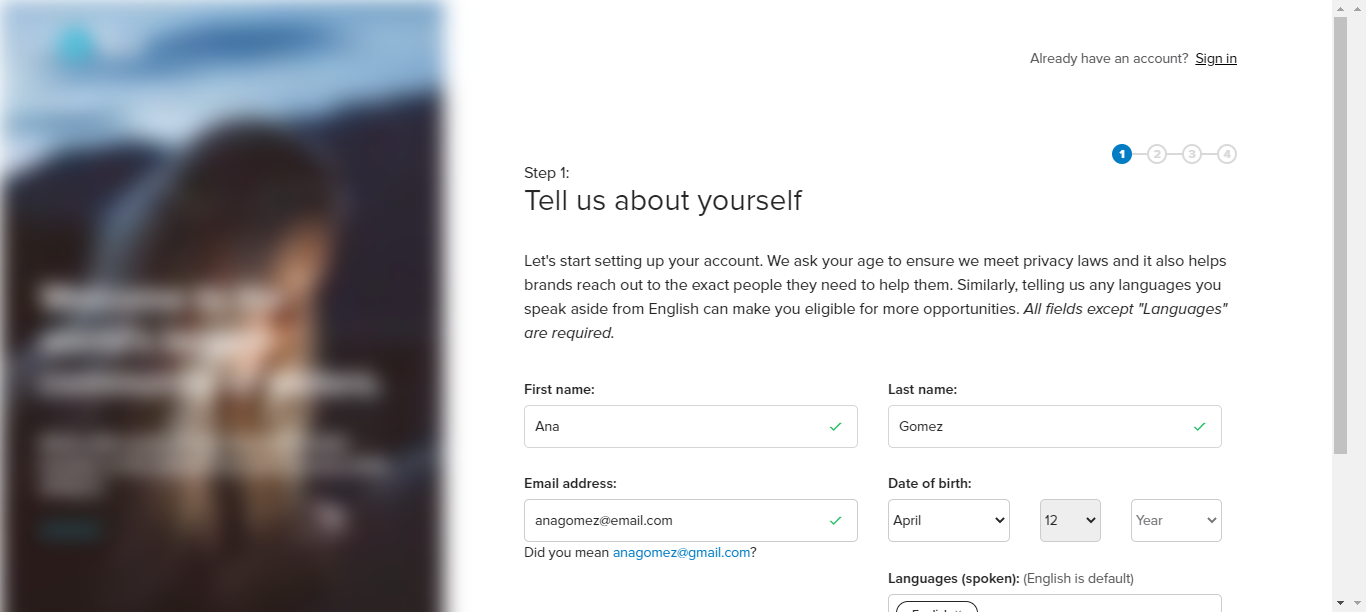 Already have an account? Sign in
1 2 3 4
Step 1:
Tell us about yourself
Let's start setting up your account. We ask your age to ensure we meet privacy laws and it also helps
brands reach out to the exact people they need to help them. Similarly, telling us any languages you
speak aside from English can make you eligible for more opportunities. All fields except "Languages"
are required.
First name:
Last name:
Ana
Gomez
Email address:
Date of birth:
anagomez@email.com
April
12
Year
Did you mean anagomez@gmail.com?
Languages (spoken): (English is default)